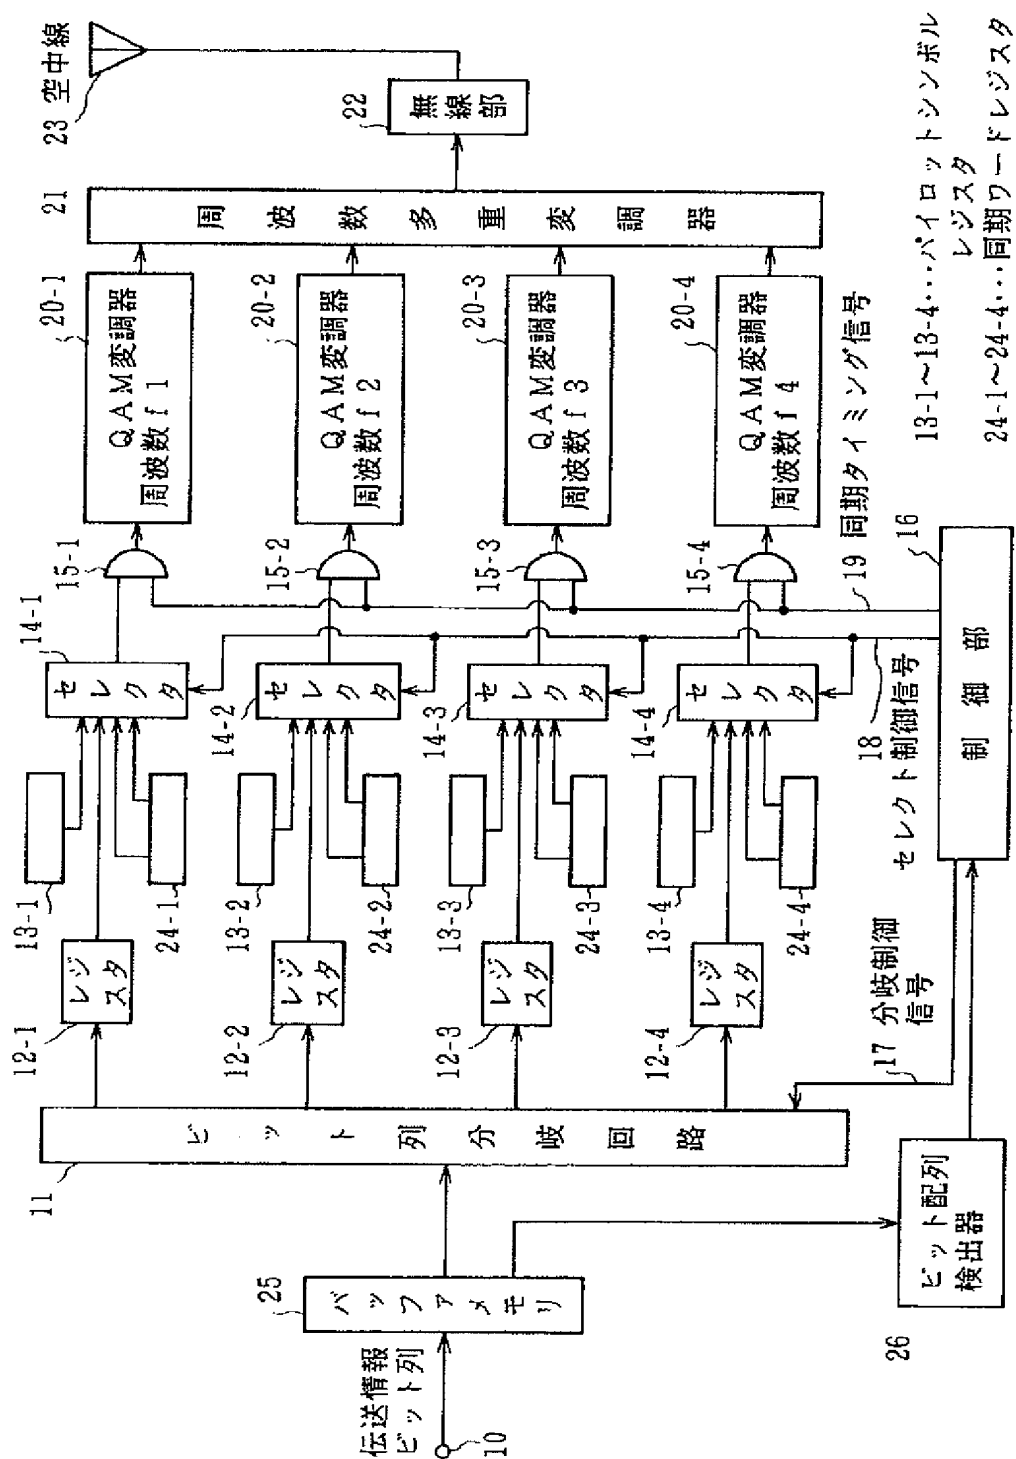 10
伝送情報
ビット列
25
バッファメモリ
11
ビット列分岐回路
26
ビット配列
検出器
12-1
レジ
スタ
12-2
レジ
スタ
12-3
レジ
スタ
12-4
レジ
スタ
17 分岐制御
信号
13-1
24-1
13-2
24-2
13-3
24-3
13-4
24-4
14-1
セレクタ
14-2
セレクタ
14-3
セレクタ
14-4
セレクタ
18
セレクト制御信号
16
制御部
15-1
15-2
15-3
15-4
19 同期タイミング信号
20-1
QAM変調器
周波数f1
20-2
QAM変調器
周波数f2
20-3
QAM変調器
周波数f3
20-4
QAM変調器
周波数f4
21
周波数多重変調器
22
無線部
23 空中線
13-1~13-4···パイロットシンボル
レジスタ
24-1~24-4···同期ワードレジスタ